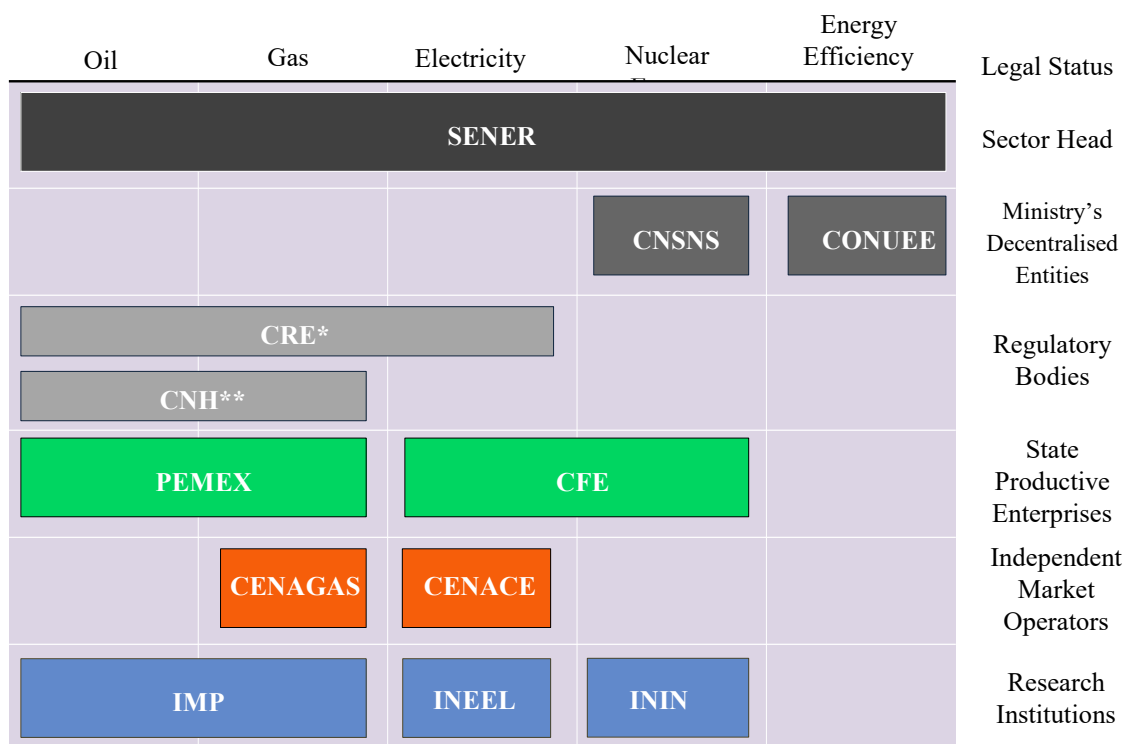 Oil
Gas
Electricity
Nuclear
Energy
Efficiency
Legal Status
SENER
Sector Head
CNSNS
CONUEE
Ministry’s
Decentralised
Entities
CRE*
CNH**
Regulatory
Bodies
PEMEX
CFE
State
Productive
Enterprises
CENAGAS
CENACE
Independent
Market
Operators
IMP
INEEL
ININ
Research
Institutions